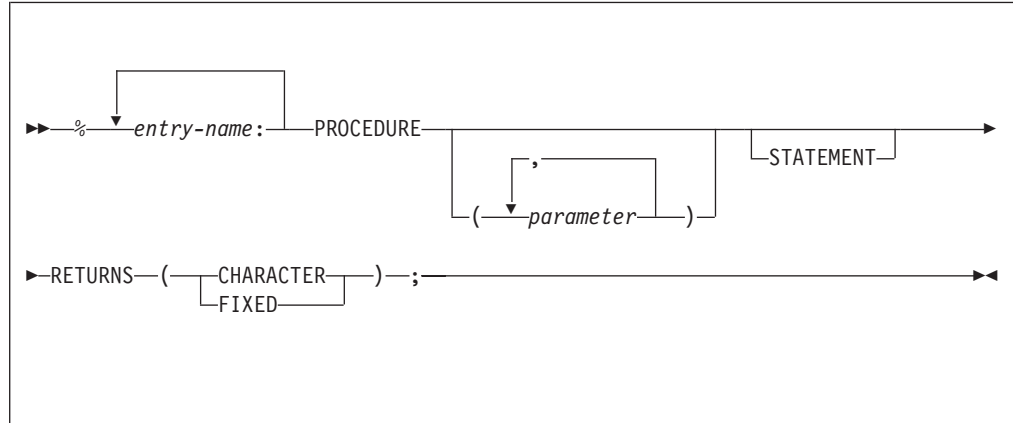 % entry-name: PROCEDURE
STATEMENT
,
( parameter )
RETURNS ( CHARACTER ) ;
FIXED